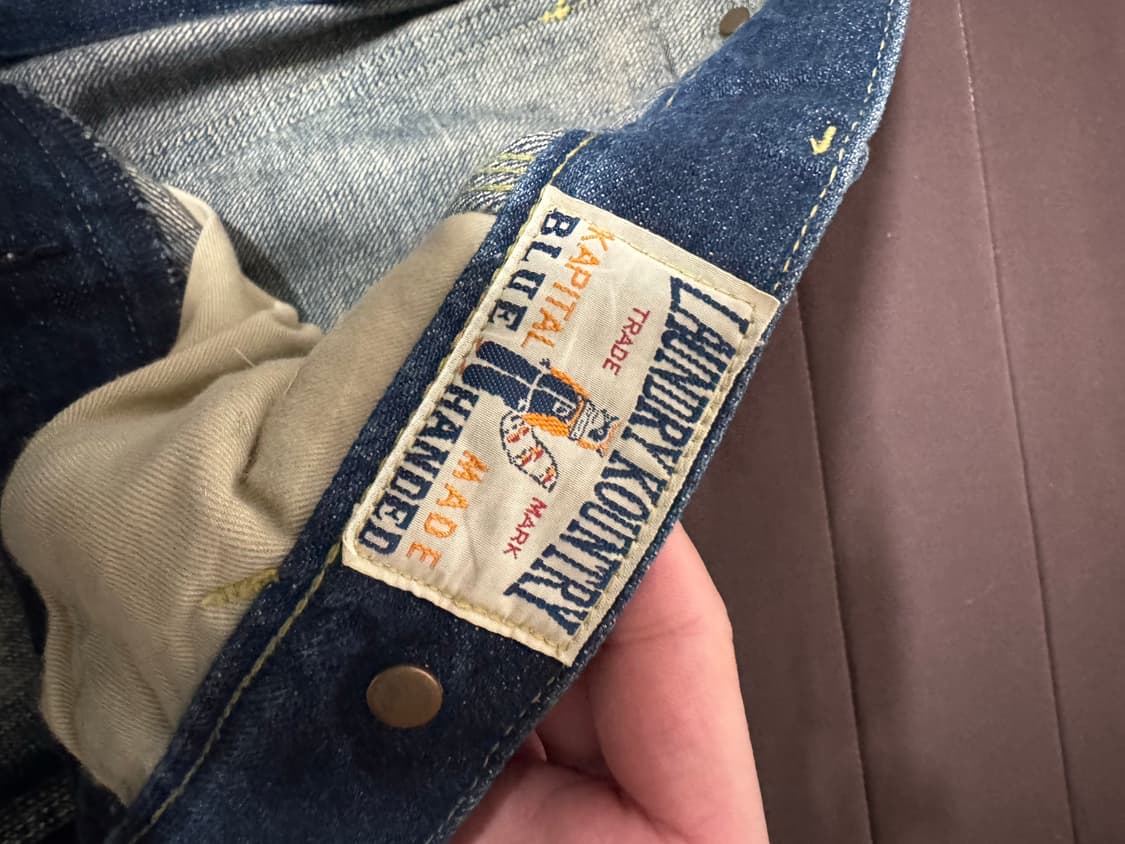 LAUNDRY KOUNTRY
TRADE MARK
KAPITAL MADE
BLUE HANDED